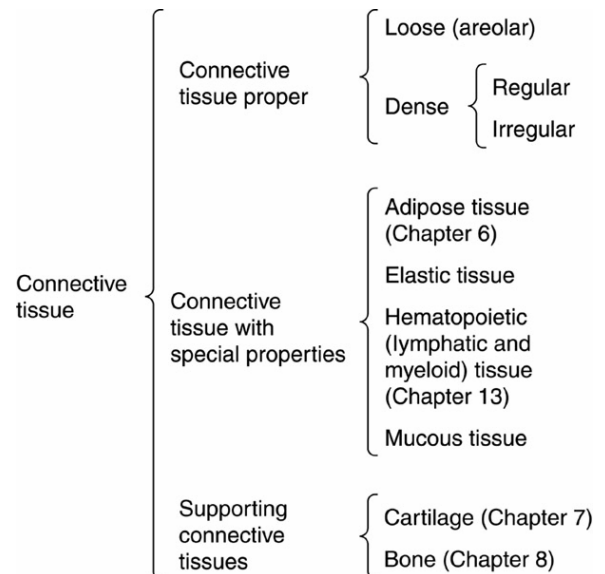 Connective
tissue
Connective
tissue proper
Loose (areolar)
Dense
Regular
Irregular
Connective
tissue with
special properties
Adipose tissue
(Chapter 6)
Elastic tissue
Hematopoietic
(lymphatic and
myeloid) tissue
(Chapter 13)
Mucous tissue
Supporting
connective
tissues
Cartilage (Chapter 7)
Bone (Chapter 8)